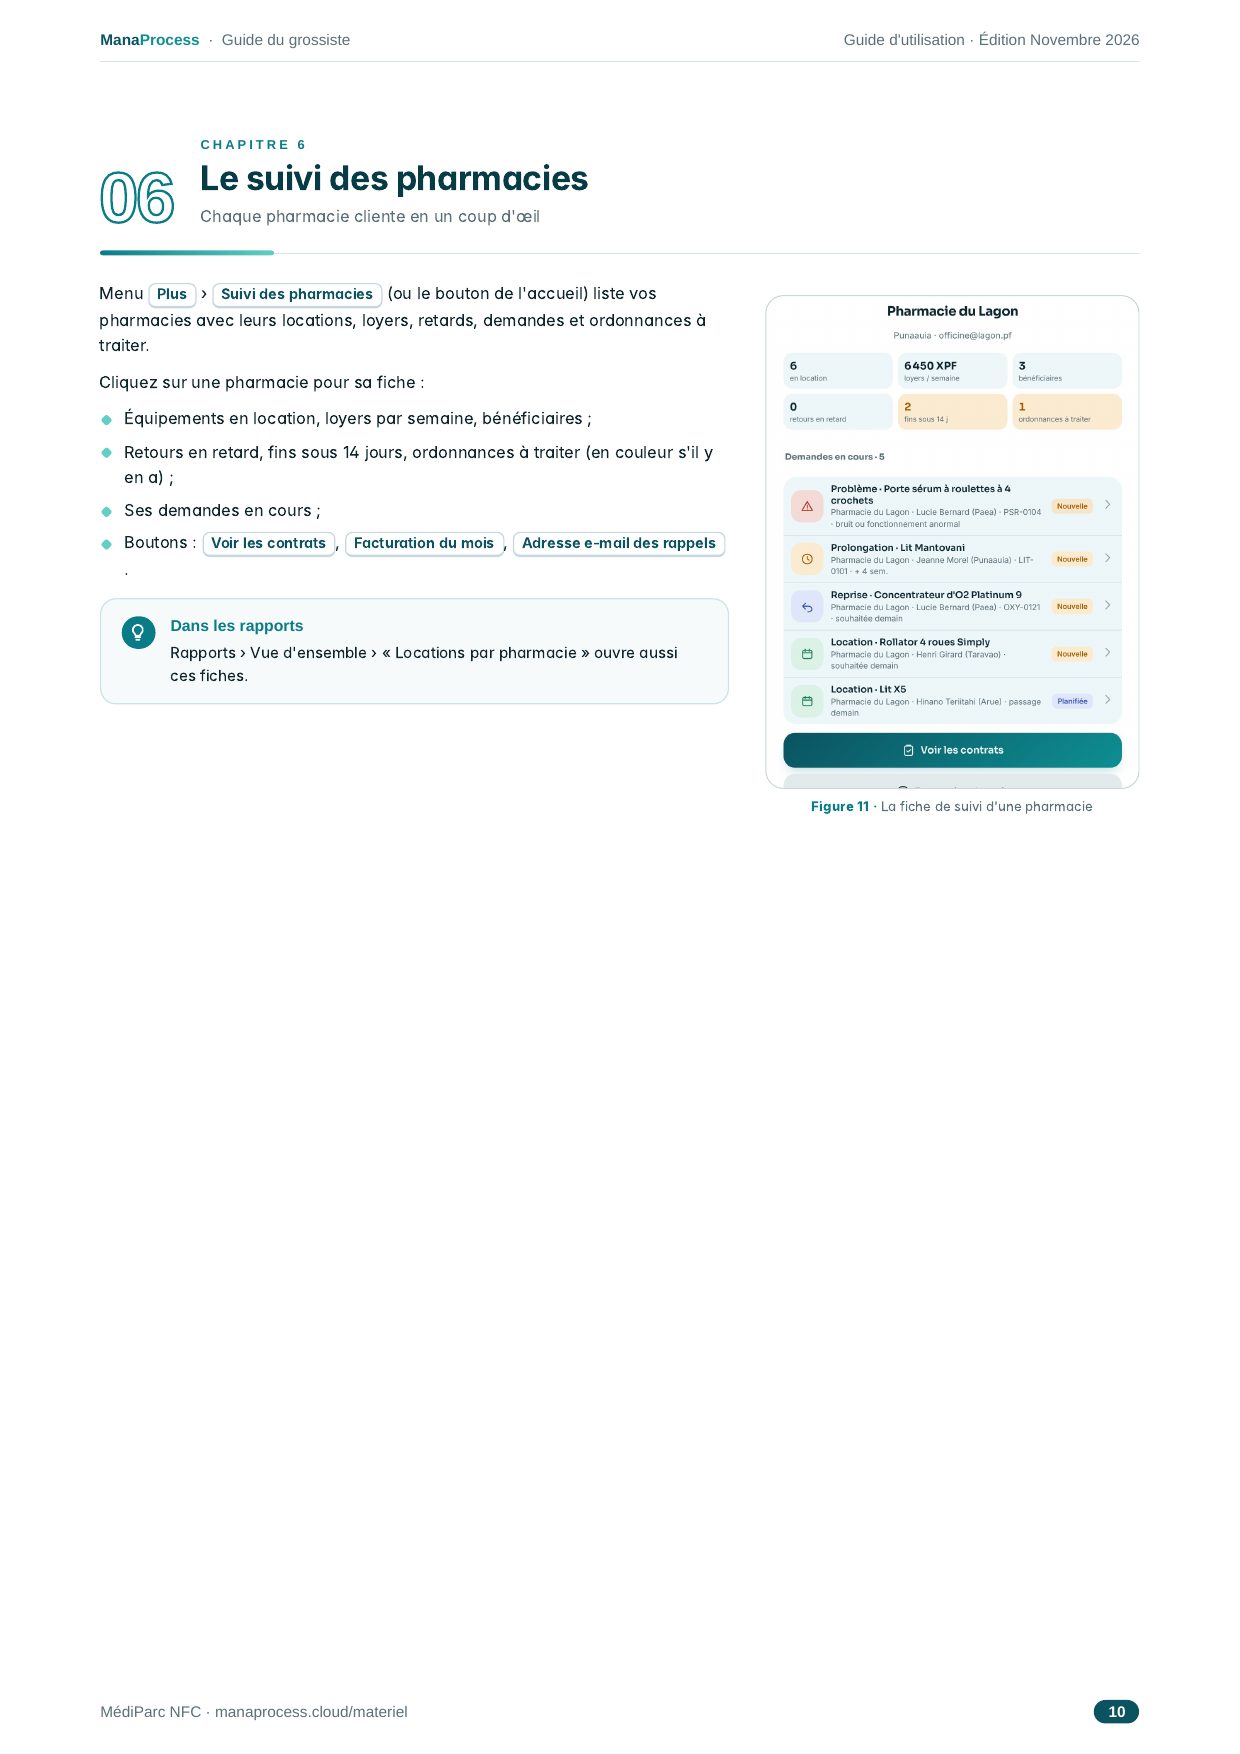 ManaProcess · Guide du grossiste
Guide d'utilisation · Édition Novembre 2026
CHAPITRE 6
06
Le suivi des pharmacies
Chaque pharmacie cliente en un coup d'œil
Menu Plus › Suivi des pharmacies (ou le bouton de l'accueil) liste vos
pharmacies avec leurs locations, loyers, retards, demandes et ordonnances à
traiter.
Cliquez sur une pharmacie pour sa fiche :
Équipements en location, loyers par semaine, bénéficiaires ;
Retours en retard, fins sous 14 jours, ordonnances à traiter (en couleur s'il y
en a) ;
Ses demandes en cours ;
Boutons : Voir les contrats, Facturation du mois, Adresse e-mail des rappels
.
Dans les rapports
Rapports › Vue d'ensemble › « Locations par pharmacie » ouvre aussi
ces fiches.
Pharmacie du Lagon
Punaauia · officine@lagon.pf
6
en location
6 450 XPF
loyers / semaine
3
bénéficiaires
0
retours en retard
2
fins sous 14 j
1
ordonnances à traiter
Demandes en cours · 5
Problème · Porte sérum à roulettes à 4
crochets
Pharmacie du Lagon · Lucie Bernard (Paea) · PSR-0104
· bruit ou fonctionnement anormal
Nouvelle
Prolongation · Lit Mantovani
Pharmacie du Lagon · Jeanne Morel (Punaauia) · LIT-
0101 · + 4 sem.
Nouvelle
Reprise · Concentrateur d'O2 Platinum 9
Pharmacie du Lagon · Lucie Bernard (Paea) · OXY-0121
· souhaitée demain
Nouvelle
Location · Rollator 4 roues Simply
Pharmacie du Lagon · Henri Girard (Taravao) ·
souhaitée demain
Nouvelle
Location · Lit X5
Pharmacie du Lagon · Hinano Teriitahi (Arue) · passage
demain
Planifiée
Voir les contrats
Figure 11 · La fiche de suivi d'une pharmacie
MédiParc NFC · manaprocess.cloud/materiel
10